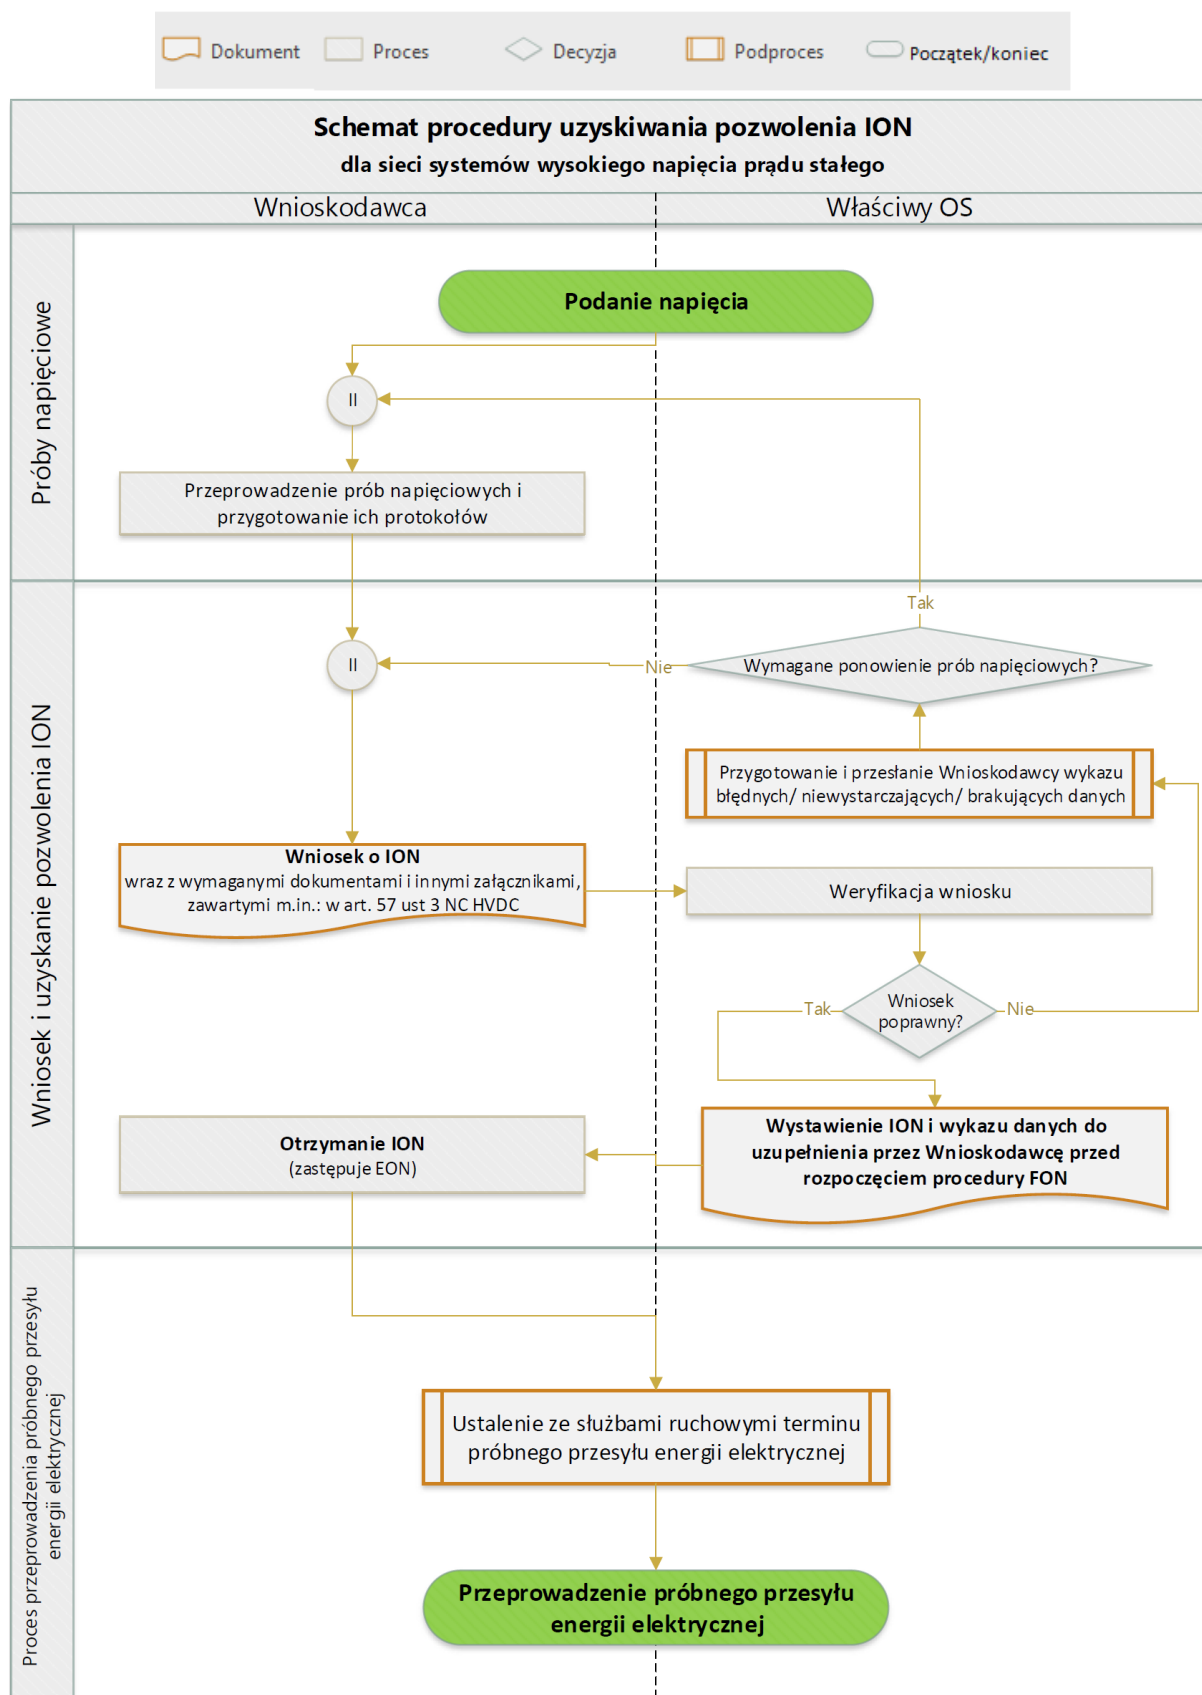 Dokument
Proces
Decyzja
Podproces
Początek/koniec
Schemat procedury uzyskiwania pozwolenia ION
dla sieci systemów wysokiego napięcia prądu stałego
Wnioskodawca
Właściwy OS
Próby napięciowe
Podanie napięcia
II
Przeprowadzenie prób napięciowych i
przygotowanie ich protokołów
Wniosek i uzyskanie pozwolenia ION
Tak
II
Nie
Wymagane ponowienie prób napięciowych?
Przygotowanie i przesłanie Wnioskodawcy wykazu
błędnych/ niewystarczających/ brakujących danych
Wniosek o ION
wraz z wymaganymi dokumentami i innymi załącznikami,
zawartymi m.in.: w art. 57 ust 3 NC HVDC
Weryfikacja wniosku
Tak
Wniosek
poprawny?
Nie
Otrzymanie ION
(zastępuje EON)
Wystawienie ION i wykazu danych do
uzupełnienia przez Wnioskodawcę przed
rozpoczęciem procedury FON
Proces przeprowadzenia próbnego przesyłu
energii elektrycznej
Ustalenie ze służbami ruchowymi terminu
próbnego przesyłu energii elektrycznej
Przeprowadzenie próbnego przesyłu
energii elektrycznej